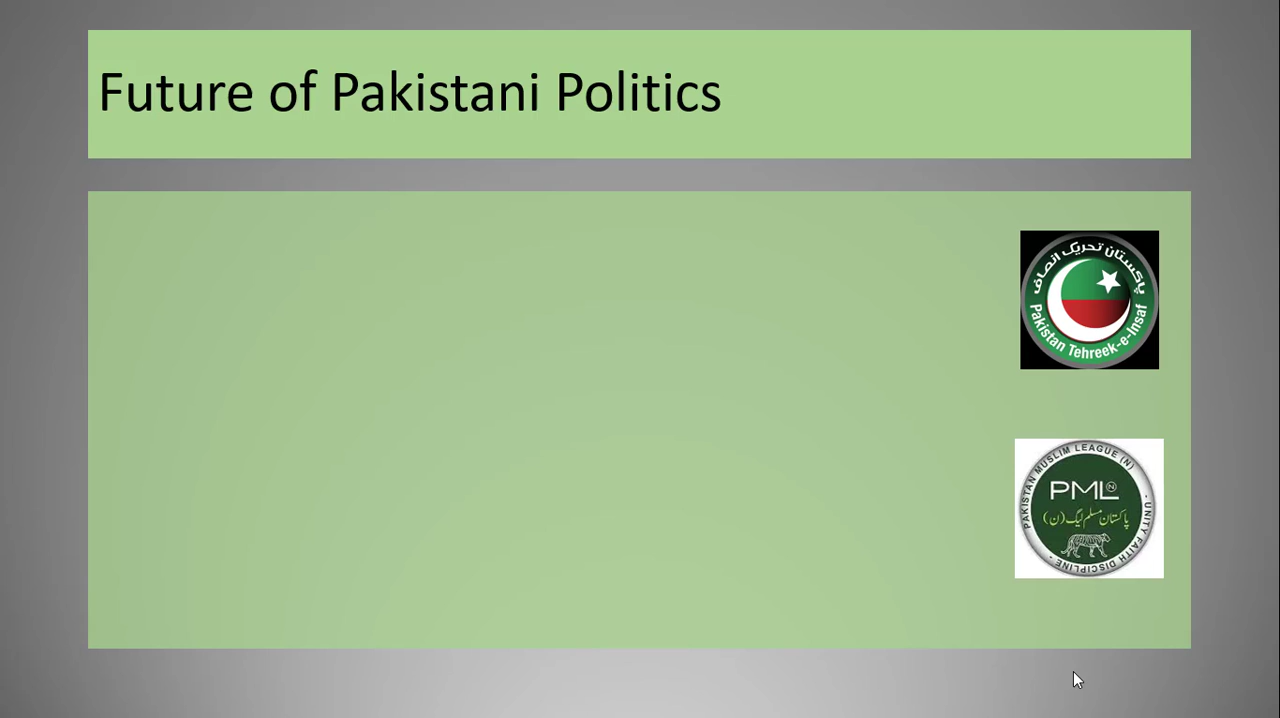 Future of Pakistani Politics
پاکستان تحریک انصاف
Pakistan Tehreek-e-Insaf
PAKISTAN MUSLIM LEAGUE (N)
PML N
پاکستان مسلم لیگ (ن)
- UNITY FAITH DISCIPLINE -